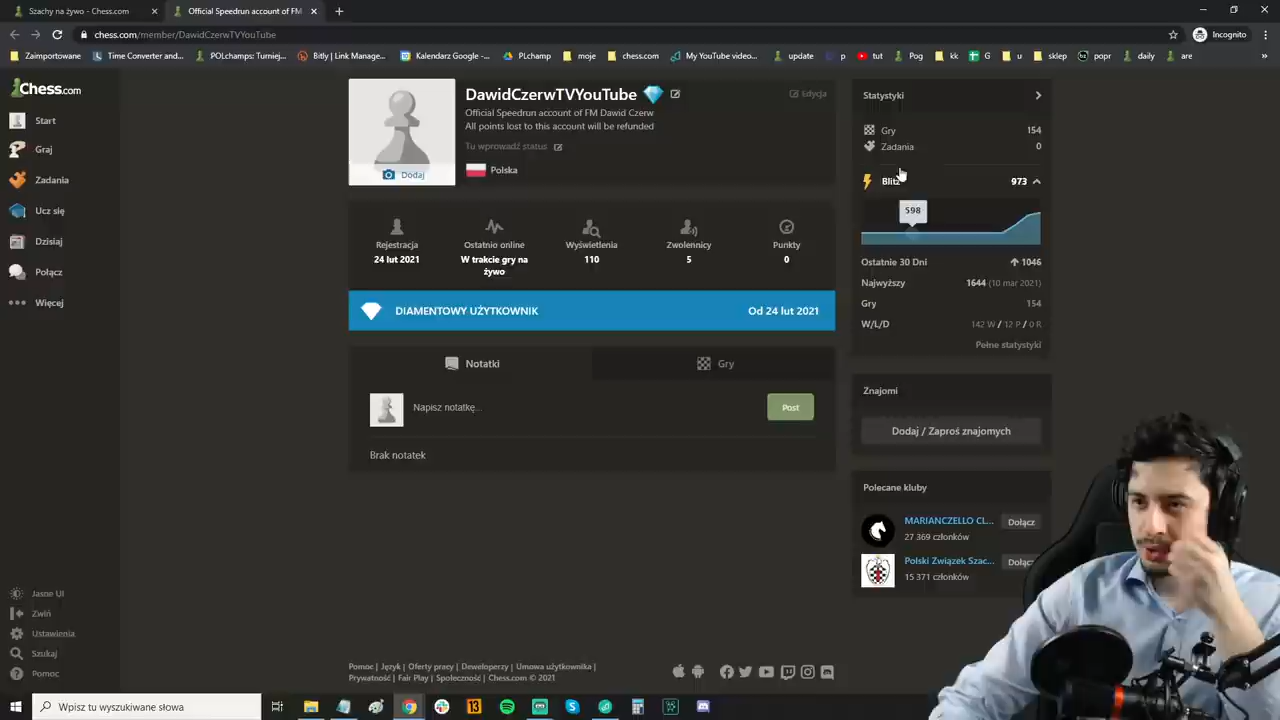 Szachy na żywo - Chess.com
Official Speedrun account of FM
chess.com/member/DawidCzerwTVYouTube
Incognito
Zaimportowane
Time Converter and...
POLchamps: Turniej...
Bitly | Link Manage...
Kalendarz Google -...
PLchamp
moje
chess.com
My YouTube video...
update
p
tut
Pog
kk
G
u
sklep
popr
daily
are
Chess.com
Start
Graj
Zadania
Ucz się
Dzisiaj
Połącz
Więcej
Jasne UI
Zwiń
Ustawienia
Szukaj
Pomoc
Dodaj
DawidCzerwTVYouTube
Edycja
Official Speedrun account of FM Dawid Czerw
All points lost to this account will be refunded
Tu wprowadź status
Polska
Rejestracja
24 lut 2021
Ostatnio online
W trakcie gry na
żywo
Wyświetlenia
110
Zwolennicy
5
Punkty
0
DIAMENTOWY UŻYTKOWNIK
Od 24 lut 2021
Notatki
Gry
Napisz notatkę...
Post
Brak notatek
Statystyki
Gry 154
Zadania 0
Blitz 973
598
Ostatnie 30 Dni 1046
Najwyższy 1644 (10 mar 2021)
Gry 154
W/L/D 142 W / 12 P / 0 R
Pełne statystyki
Znajomi
Dodaj / Zaproś znajomych
Polecane kluby
MARIANCZELLO CL...
27 369 członków
Dołącz
Polski Związek Szac...
15 371 członków
Dołącz
Pomoc | Język | Oferty pracy | Deweloperzy | Umowa użytkownika |
Prywatność | Fair Play | Społeczność | Chess.com © 2021
Wpisz tu wyszukiwane słowa
13